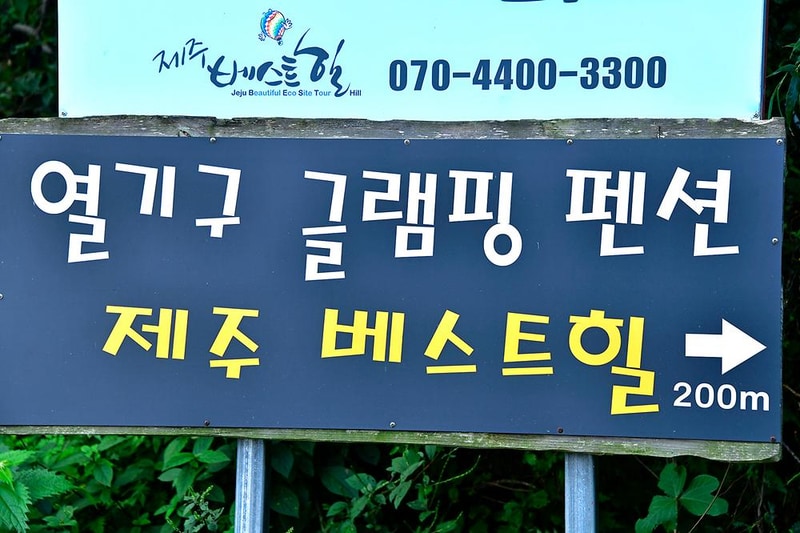 제주 베스트힐 070-4400-3300
Jeju Beautiful Eco Site Tour Hill
열기구 글램핑 펜션
제주 베스트힐
200m